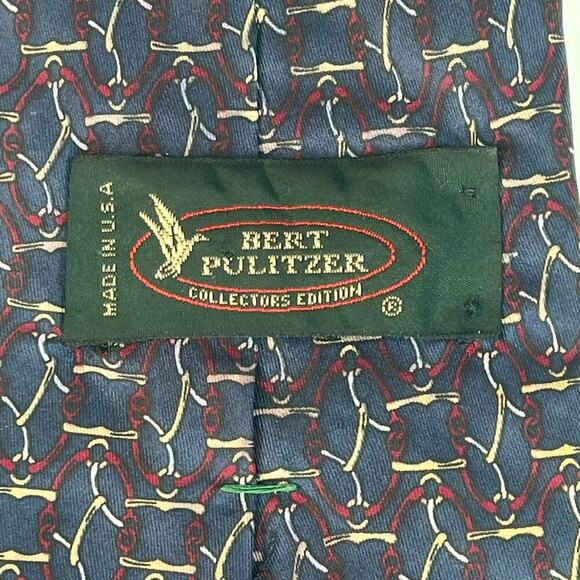 MADE IN U.S.A
BERT
PULITZER
COLLECTORS EDITION
®